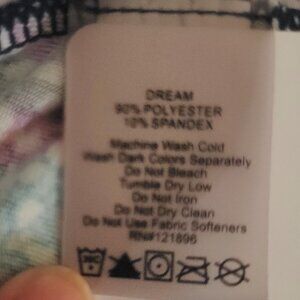 DREAM
90% POLYESTER
10% SPANDEX
Machine Wash Cold
Wash Dark Colors Separately
Do Not Bleach
Tumble Dry Low
Do Not Iron
Do Not Dry Clean
Do Not Use Fabric Softeners
RN#121896